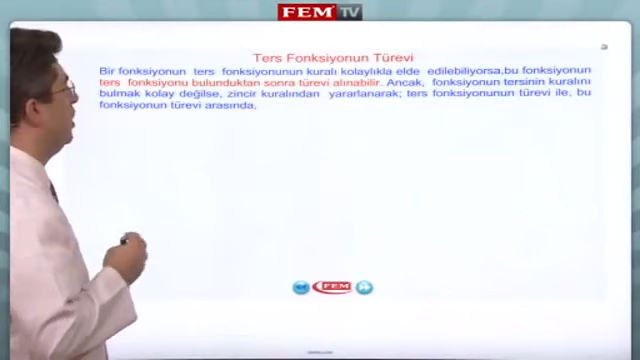 FEM TV
Ters Fonksiyonun Türevi
Bir fonksiyonun ters fonksiyonunun kuralı kolaylıkla elde edilebiliyorsa,bu fonksiyonun
ters fonksiyonu bulunduktan sonra türevi alınabilir. Ancak, fonksiyonun tersinin kuralını
bulmak kolay değilse, zincir kuralından yararlanarak; ters fonksiyonunun türevi ile, bu
fonksiyonun türevi arasında,
FEM